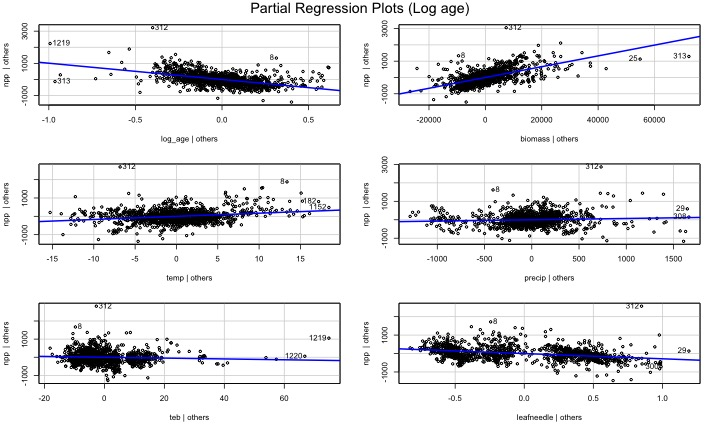 Partial Regression Plots (Log age)
npp | others
-1000 1000 3000
312
1219
8
313
-1.0 -0.5 0.0 0.5
log_age | others
npp | others
-1000 1000 3000
312
8
25
313
-20000 0 20000 40000 60000
biomass | others
npp | others
-1000 1000
312
8
182
1152
-15 -10 -5 0 5 10 15
temp | others
npp | others
-1000 1000 3000
312
8
29
308
-1000 -500 0 500 1000 1500
precip | others
npp | others
-1000 1000
312
8
1219
1220
-20 0 20 40 60
teb | others
npp | others
-1000 1000
312
8
29
300
-0.5 0.0 0.5 1.0
leafneedle | others